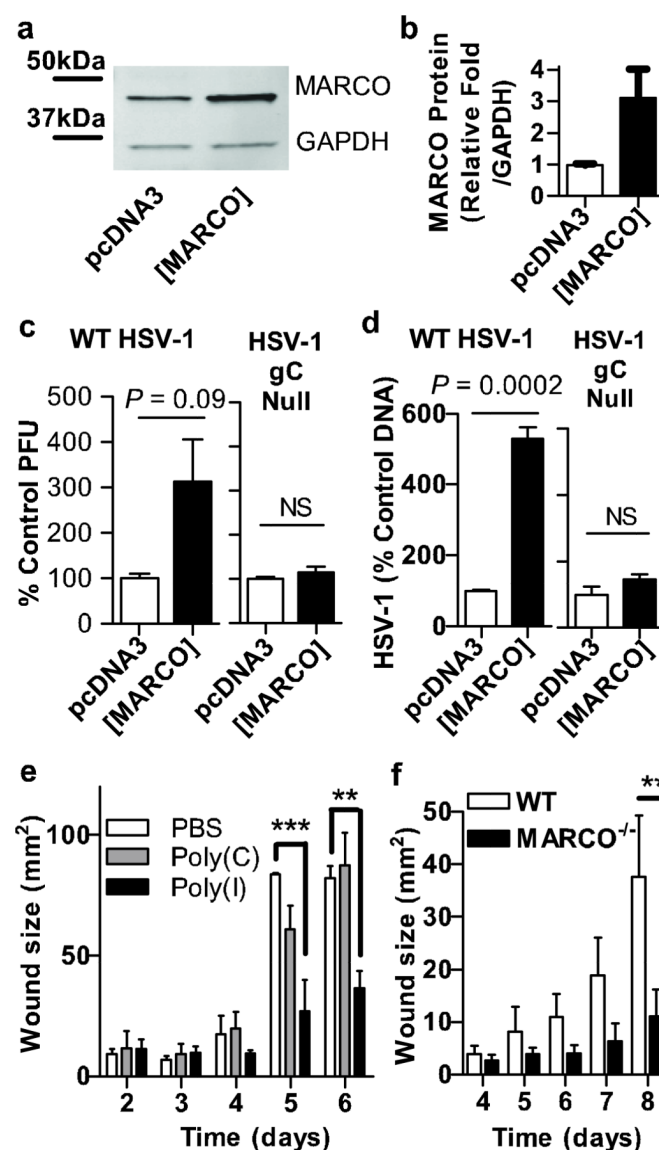 a
50kDa
37kDa
MARCO
GAPDH
pcDNA3
[MARCO]
b
MARCO Protein
(Relative Fold
/GAPDH)
4
3
2
1
0
pcDNA3
[MARCO]
c
WT HSV-1
HSV-1
gC
Null
% Control PFU
500
400
300
200
100
0
P = 0.09
NS
pcDNA3
[MARCO]
pcDNA3
[MARCO]
d
WT HSV-1
HSV-1
gC
Null
HSV-1 (% Control DNA)
P = 0.0002
600
400
200
0
NS
pcDNA3
[MARCO]
pcDNA3
[MARCO]
e
Wound size (mm²)
100
50
0
PBS
Poly(C)
Poly(I)
***
**
2 3 4 5 6
Time (days)
f
Wound size (mm²)
50
40
30
20
10
0
WT
MARCO-/-
**
4 5 6 7 8
Time (days)